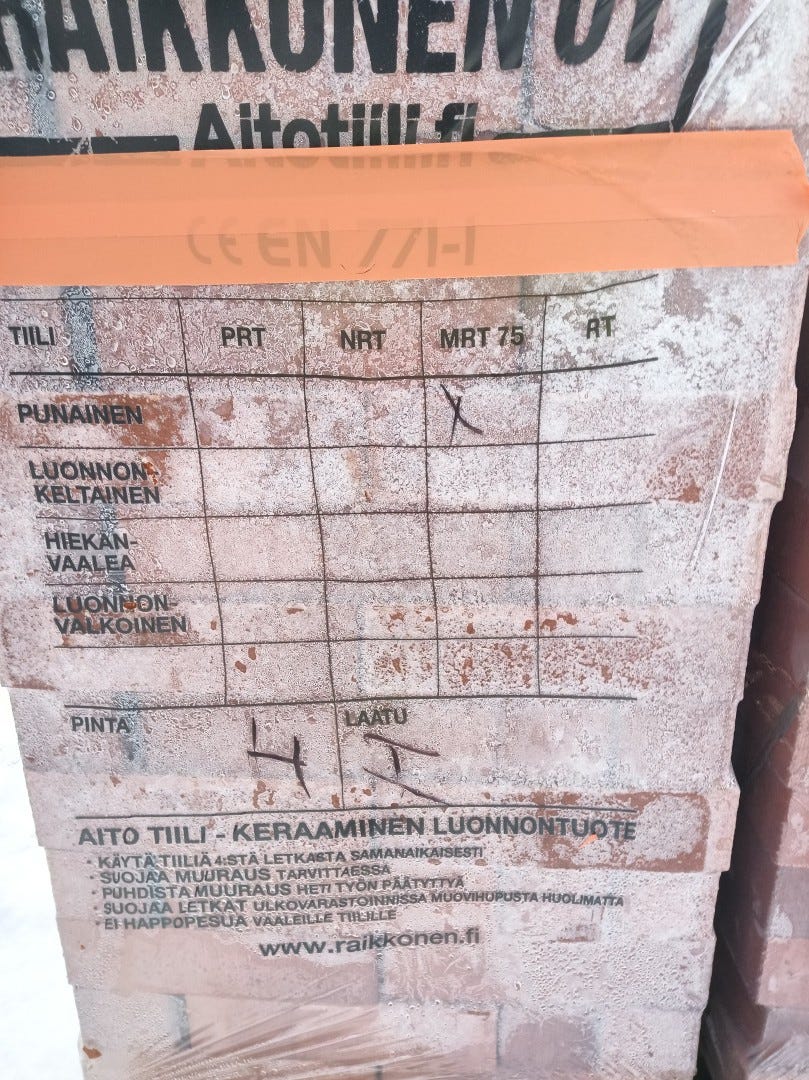 RAIKKONEN OY
Aitotiili.fi
CE EN 771-1
TIILI PRT NRT MRT 75 RT
PUNAINEN X
LUONNON-
KELTAINEN
HIEKAN-
VAALEA
LUONNON-
VALKOINEN
PINTA 4 LAATU I
AITO TIILI - KERAAMINEN LUONNONTUOTE
• KÄYTÄ TIILIÄ 4:STÄ LETKASTA SAMANAIKAISESTI
• SUOJAA MUURAUS TARVITTAESSA
• PUHDISTA MUURAUS HETI TYÖN PÄÄTYTTYÄ
• SUOJAA LETKAT ULKOVARASTOINNISSA MUOVIHUPUSTA HUOLIMATTA
• EI HAPPOPESUA VAALEILLE TIILILLE
www.raikkonen.fi